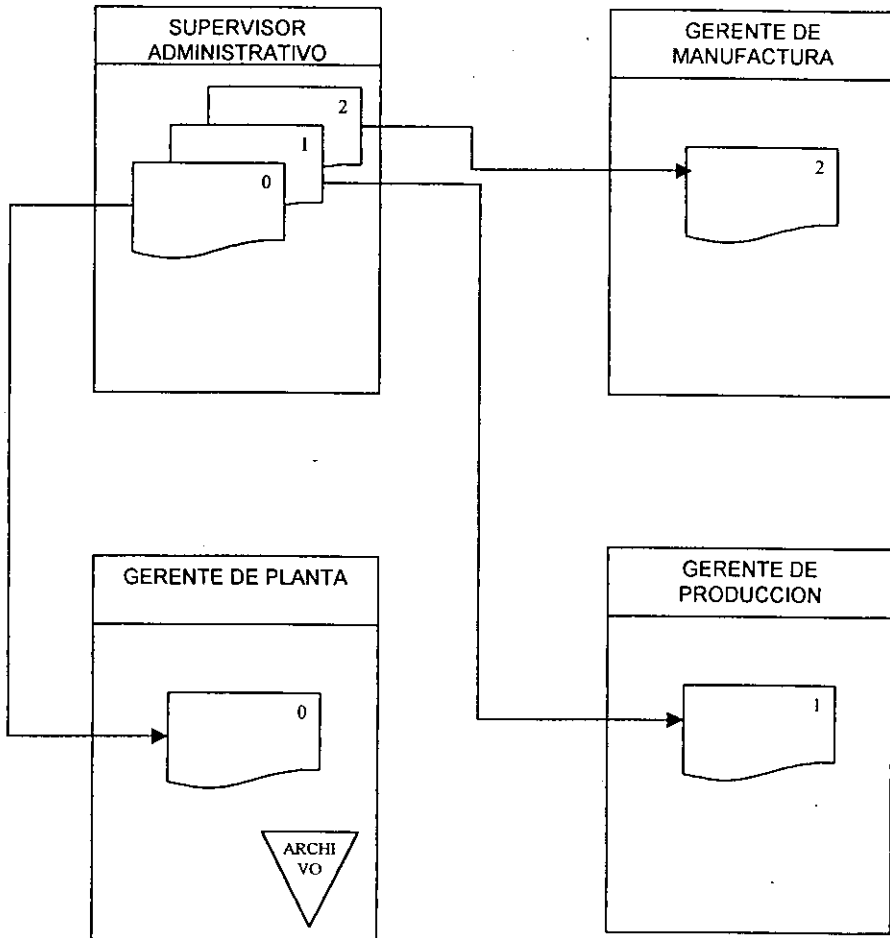 SUPERVISOR
ADMINISTRATIVO
2
1
0
GERENTE DE
MANUFACTURA
2
GERENTE DE PLANTA
0
ARCHI
VO
GERENTE DE
PRODUCCION
1